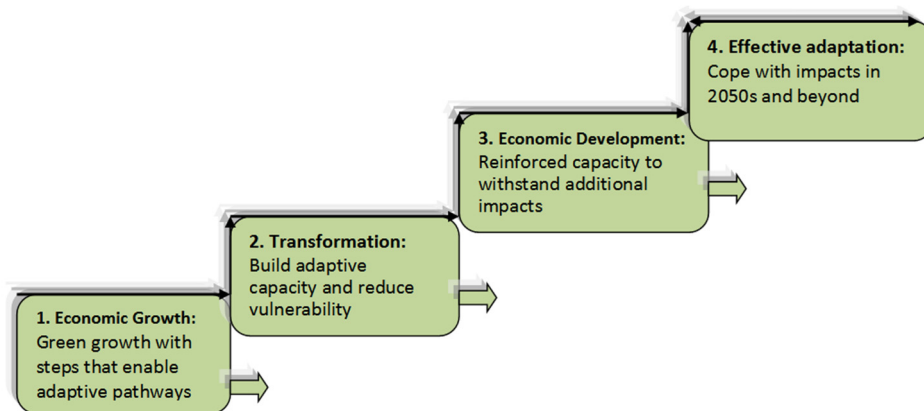 1. Economic Growth:
Green growth with
steps that enable
adaptive pathways
2. Transformation:
Build adaptive
capacity and reduce
vulnerability
3. Economic Development:
Reinforced capacity to
withstand additional
impacts
4. Effective adaptation:
Cope with impacts in
2050s and beyond